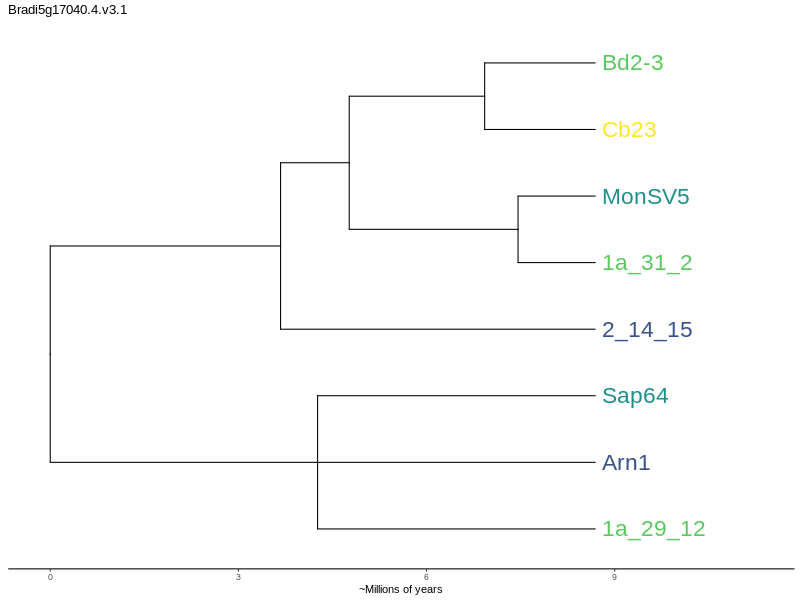 Bradi5g17040.4.v3.1
Bd2-3
Cb23
MonSV5
1a_31_2
2_14_15
Sap64
Arn1
1a_29_12
0 3 6 9
~Millions of years